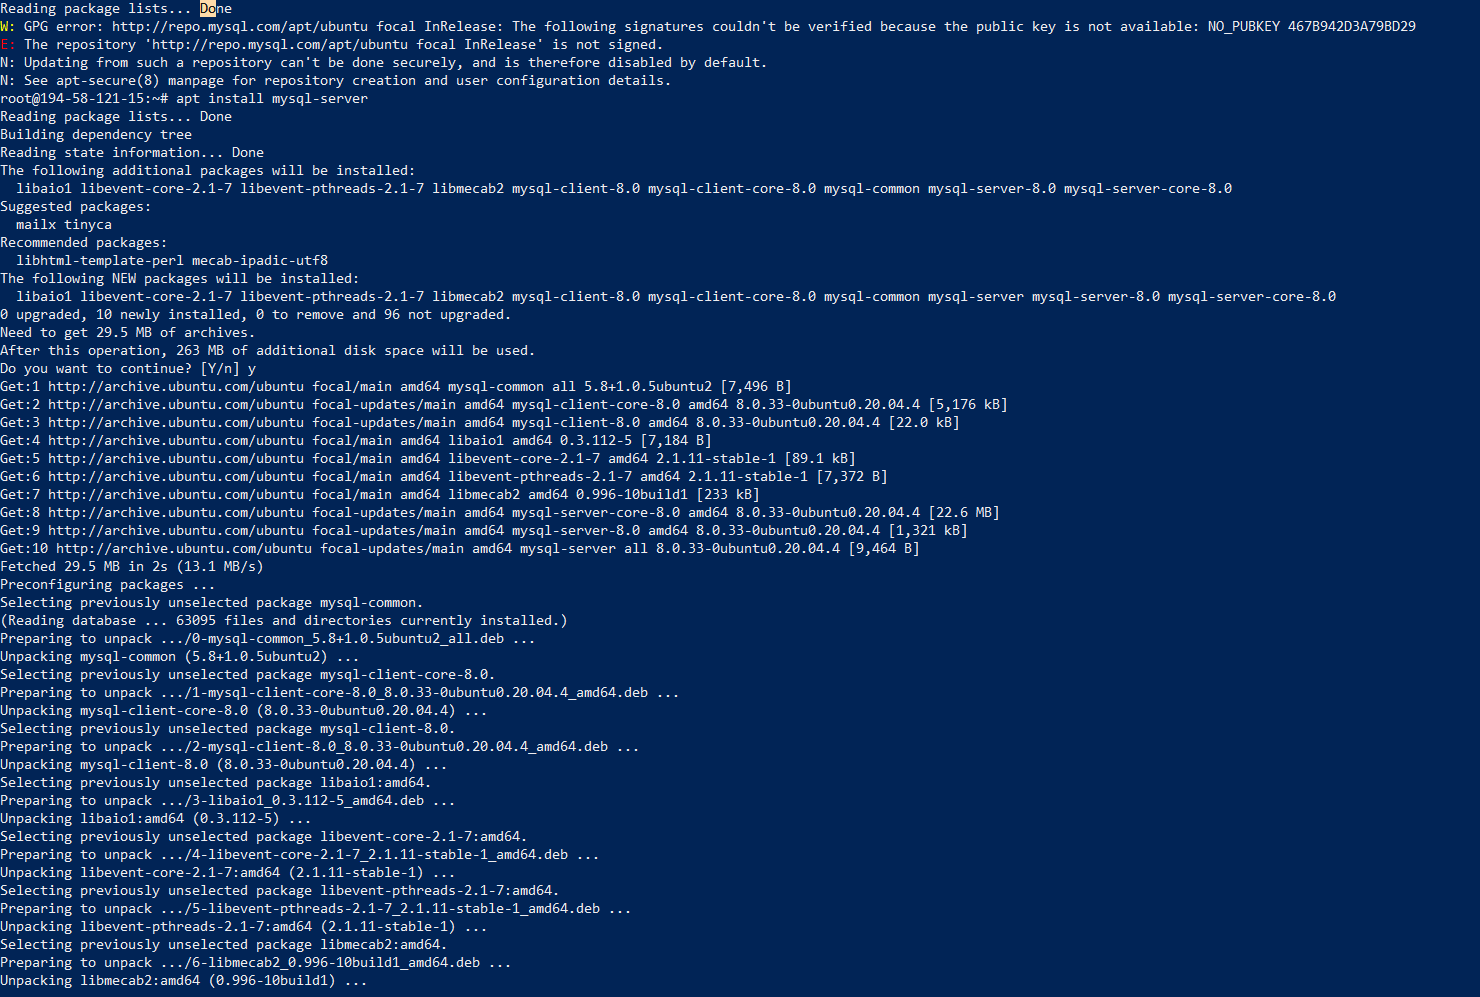 Reading package lists... Done
W: GPG error: http://repo.mysql.com/apt/ubuntu focal InRelease: The following signatures couldn't be verified because the public key is not available: NO_PUBKEY 467B942D3A79BD29
E: The repository 'http://repo.mysql.com/apt/ubuntu focal InRelease' is not signed.
N: Updating from such a repository can't be done securely, and is therefore disabled by default.
N: See apt-secure(8) manpage for repository creation and user configuration details.
root@194-58-121-15:~# apt install mysql-server
Reading package lists... Done
Building dependency tree
Reading state information... Done
The following additional packages will be installed:
  libaio1 libevent-core-2.1-7 libevent-pthreads-2.1-7 libmecab2 mysql-client-8.0 mysql-client-core-8.0 mysql-common mysql-server-8.0 mysql-server-core-8.0
Suggested packages:
  mailx tinyca
Recommended packages:
  libhtml-template-perl mecab-ipadic-utf8
The following NEW packages will be installed:
  libaio1 libevent-core-2.1-7 libevent-pthreads-2.1-7 libmecab2 mysql-client-8.0 mysql-client-core-8.0 mysql-common mysql-server mysql-server-8.0 mysql-server-core-8.0
0 upgraded, 10 newly installed, 0 to remove and 96 not upgraded.
Need to get 29.5 MB of archives.
After this operation, 263 MB of additional disk space will be used.
Do you want to continue? [Y/n] y
Get:1 http://archive.ubuntu.com/ubuntu focal/main amd64 mysql-common all 5.8+1.0.5ubuntu2 [7,496 B]
Get:2 http://archive.ubuntu.com/ubuntu focal-updates/main amd64 mysql-client-core-8.0 amd64 8.0.33-0ubuntu0.20.04.4 [5,176 kB]
Get:3 http://archive.ubuntu.com/ubuntu focal-updates/main amd64 mysql-client-8.0 amd64 8.0.33-0ubuntu0.20.04.4 [22.0 kB]
Get:4 http://archive.ubuntu.com/ubuntu focal/main amd64 libaio1 amd64 0.3.112-5 [7,184 B]
Get:5 http://archive.ubuntu.com/ubuntu focal/main amd64 libevent-core-2.1-7 amd64 2.1.11-stable-1 [89.1 kB]
Get:6 http://archive.ubuntu.com/ubuntu focal/main amd64 libevent-pthreads-2.1-7 amd64 2.1.11-stable-1 [7,372 B]
Get:7 http://archive.ubuntu.com/ubuntu focal/main amd64 libmecab2 amd64 0.996-10build1 [233 kB]
Get:8 http://archive.ubuntu.com/ubuntu focal-updates/main amd64 mysql-server-core-8.0 amd64 8.0.33-0ubuntu0.20.04.4 [22.6 MB]
Get:9 http://archive.ubuntu.com/ubuntu focal-updates/main amd64 mysql-server-8.0 amd64 8.0.33-0ubuntu0.20.04.4 [1,321 kB]
Get:10 http://archive.ubuntu.com/ubuntu focal-updates/main amd64 mysql-server all 8.0.33-0ubuntu0.20.04.4 [9,464 B]
Fetched 29.5 MB in 2s (13.1 MB/s)
Preconfiguring packages ...
Selecting previously unselected package mysql-common.
(Reading database ... 63095 files and directories currently installed.)
Preparing to unpack .../0-mysql-common_5.8+1.0.5ubuntu2_all.deb ...
Unpacking mysql-common (5.8+1.0.5ubuntu2) ...
Selecting previously unselected package mysql-client-core-8.0.
Preparing to unpack .../1-mysql-client-core-8.0_8.0.33-0ubuntu0.20.04.4_amd64.deb ...
Unpacking mysql-client-core-8.0 (8.0.33-0ubuntu0.20.04.4) ...
Selecting previously unselected package mysql-client-8.0.
Preparing to unpack .../2-mysql-client-8.0_8.0.33-0ubuntu0.20.04.4_amd64.deb ...
Unpacking mysql-client-8.0 (8.0.33-0ubuntu0.20.04.4) ...
Selecting previously unselected package libaio1:amd64.
Preparing to unpack .../3-libaio1_0.3.112-5_amd64.deb ...
Unpacking libaio1:amd64 (0.3.112-5) ...
Selecting previously unselected package libevent-core-2.1-7:amd64.
Preparing to unpack .../4-libevent-core-2.1-7_2.1.11-stable-1_amd64.deb ...
Unpacking libevent-core-2.1-7:amd64 (2.1.11-stable-1) ...
Selecting previously unselected package libevent-pthreads-2.1-7:amd64.
Preparing to unpack .../5-libevent-pthreads-2.1-7_2.1.11-stable-1_amd64.deb ...
Unpacking libevent-pthreads-2.1-7:amd64 (2.1.11-stable-1) ...
Selecting previously unselected package libmecab2:amd64.
Preparing to unpack .../6-libmecab2_0.996-10build1_amd64.deb ...
Unpacking libmecab2:amd64 (0.996-10build1) ...